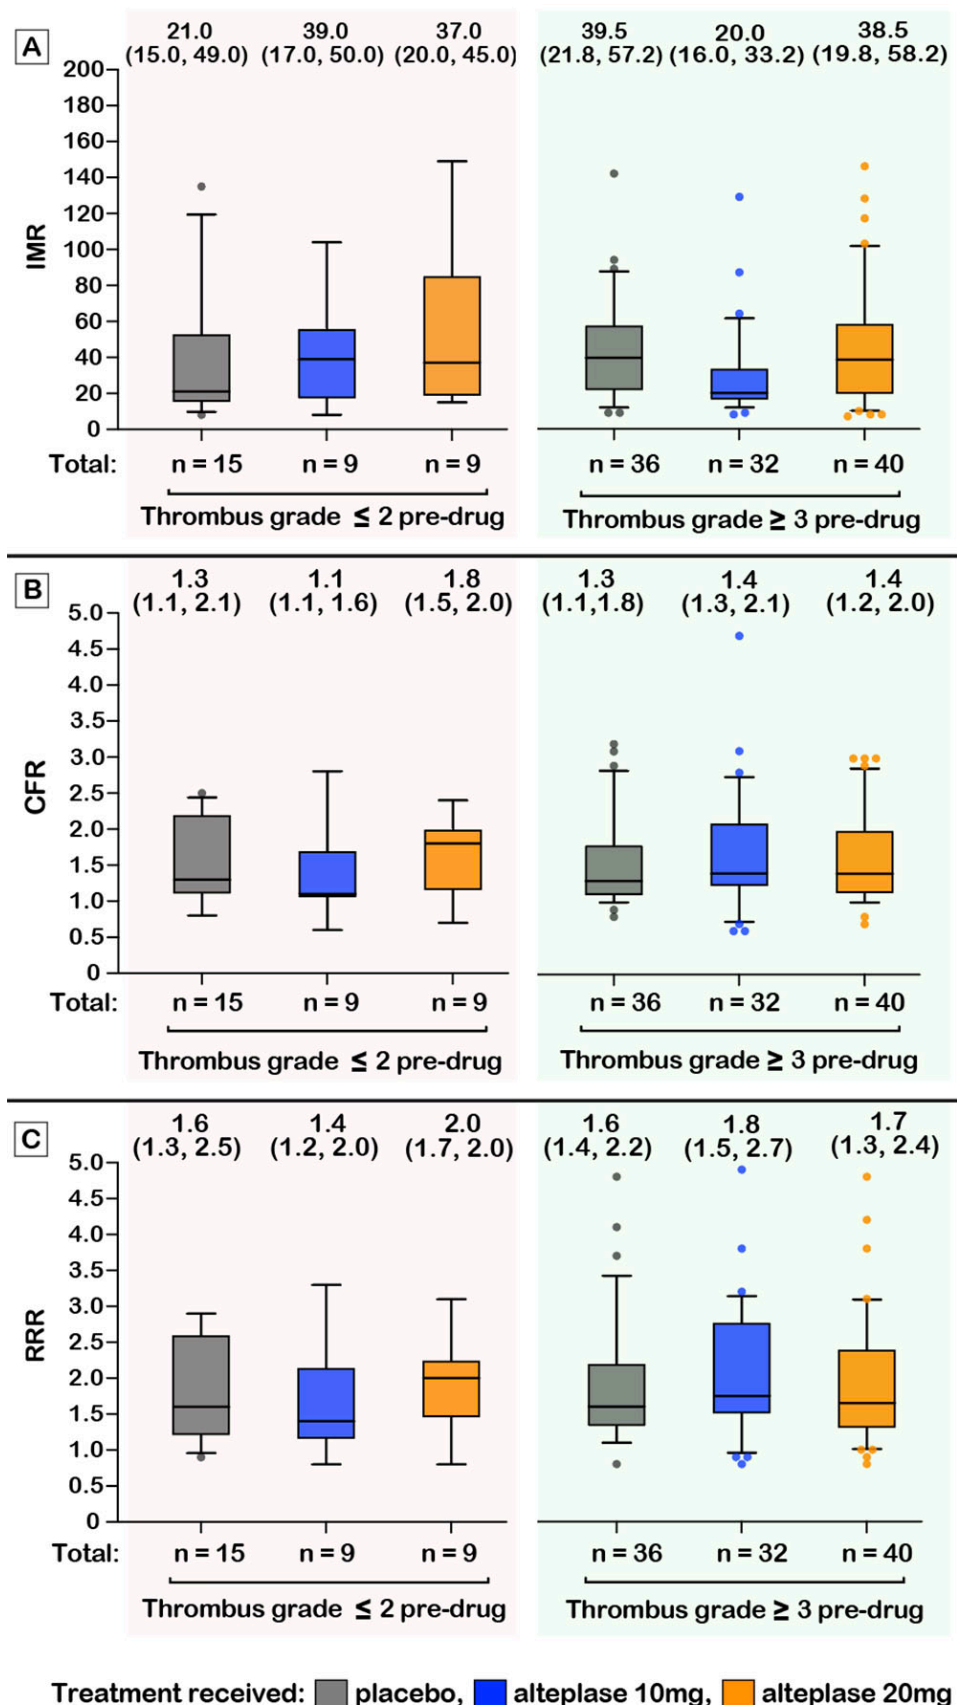 A
21.0 39.0 37.0 39.5 20.0 38.5
(15.0, 49.0) (17.0, 50.0) (20.0, 45.0) (21.8, 57.2) (16.0, 33.2) (19.8, 58.2)
200
180
160
140
120
100
80
60
40
20
0
IMR
Total: n = 15 n = 9 n = 9 n = 36 n = 32 n = 40
Thrombus grade ≤ 2 pre-drug Thrombus grade ≥ 3 pre-drug
B
1.3 1.1 1.8 1.3 1.4 1.4
(1.1, 2.1) (1.1, 1.6) (1.5, 2.0) (1.1,1.8) (1.3, 2.1) (1.2, 2.0)
5.0
4.5
4.0
3.5
3.0
2.5
2.0
1.5
1.0
0.5
0
CFR
Total: n = 15 n = 9 n = 9 n = 36 n = 32 n = 40
Thrombus grade ≤ 2 pre-drug Thrombus grade ≥ 3 pre-drug
C
1.6 1.4 2.0 1.6 1.8 1.7
(1.3, 2.5) (1.2, 2.0) (1.7, 2.0) (1.4, 2.2) (1.5, 2.7) (1.3, 2.4)
5.0
4.5
4.0
3.5
3.0
2.5
2.0
1.5
1.0
0.5
0
RRR
Total: n = 15 n = 9 n = 9 n = 36 n = 32 n = 40
Thrombus grade ≤ 2 pre-drug Thrombus grade ≥ 3 pre-drug
Treatment received: placebo, alteplase 10mg, alteplase 20mg